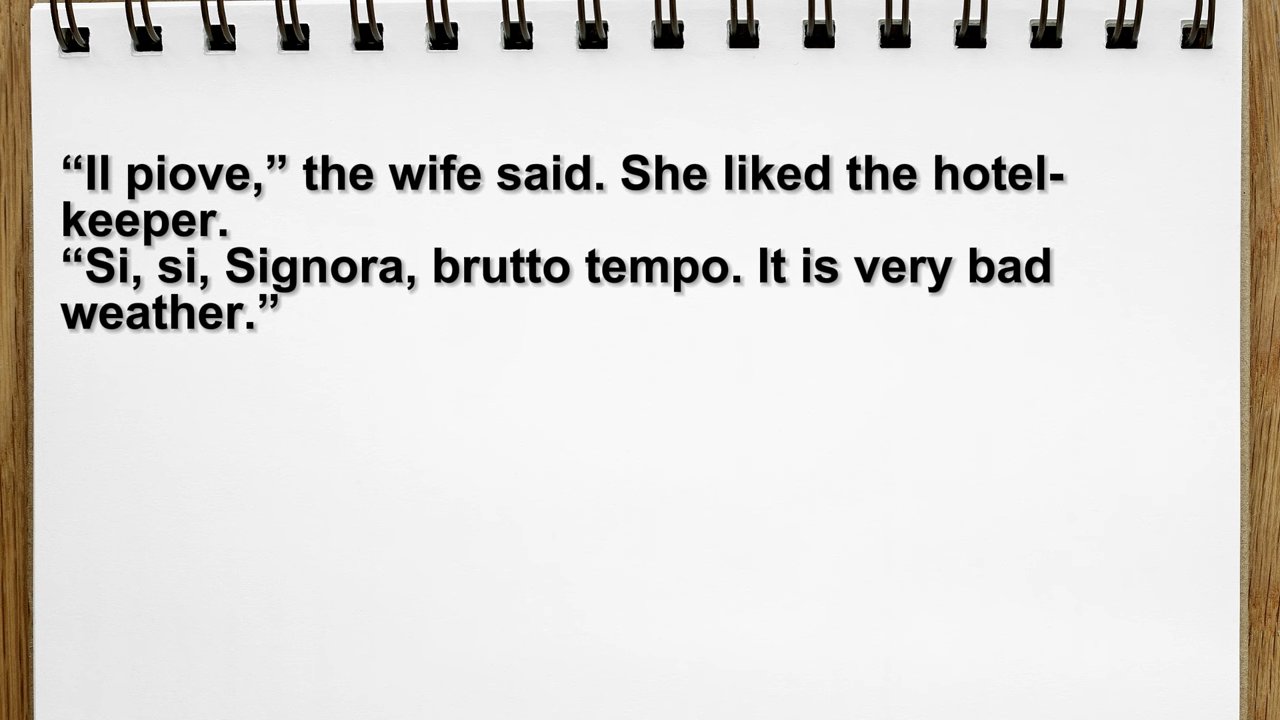 “Il piove,” the wife said. She liked the hotel-
keeper.
“Si, si, Signora, brutto tempo. It is very bad
weather.”